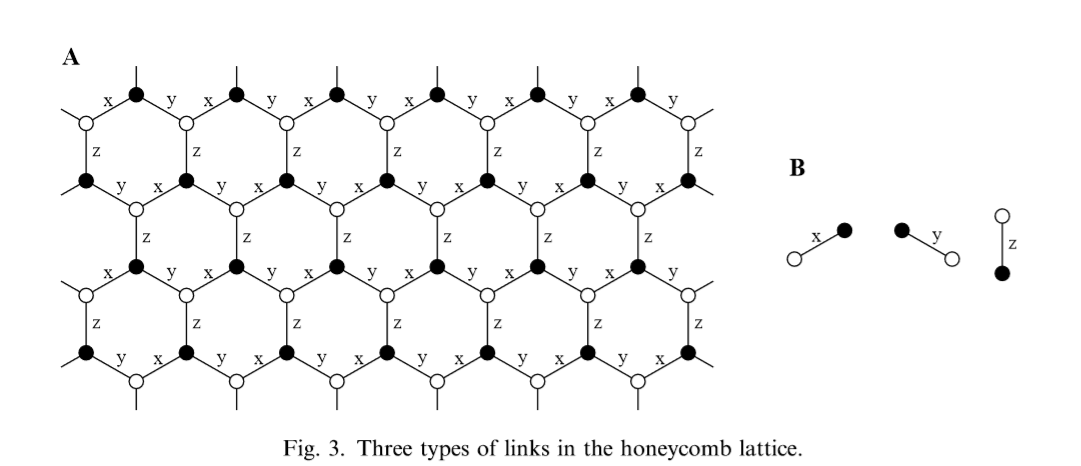 A
x y x y x y x y x y x y
z z z z z z z
y x y x y x y x y x y x
z z z z z z
x y x y x y x y x y x y
z z z z z z z
y x y x y x y x y x y x
B
x y z
Fig. 3. Three types of links in the honeycomb lattice.